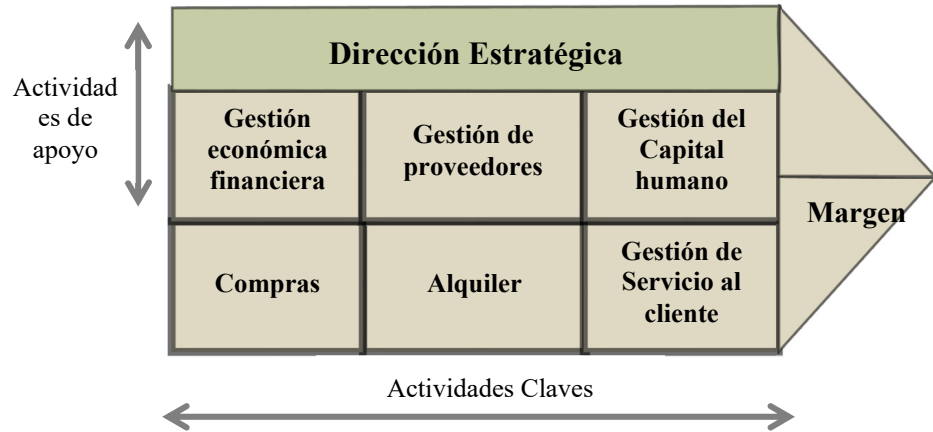 Dirección Estratégica
Actividad
es de
apoyo
Gestión
económica
financiera
Gestión de
proveedores
Gestión del
Capital
humano
Margen
Compras
Alquiler
Gestión de
Servicio al
cliente
Actividades Claves